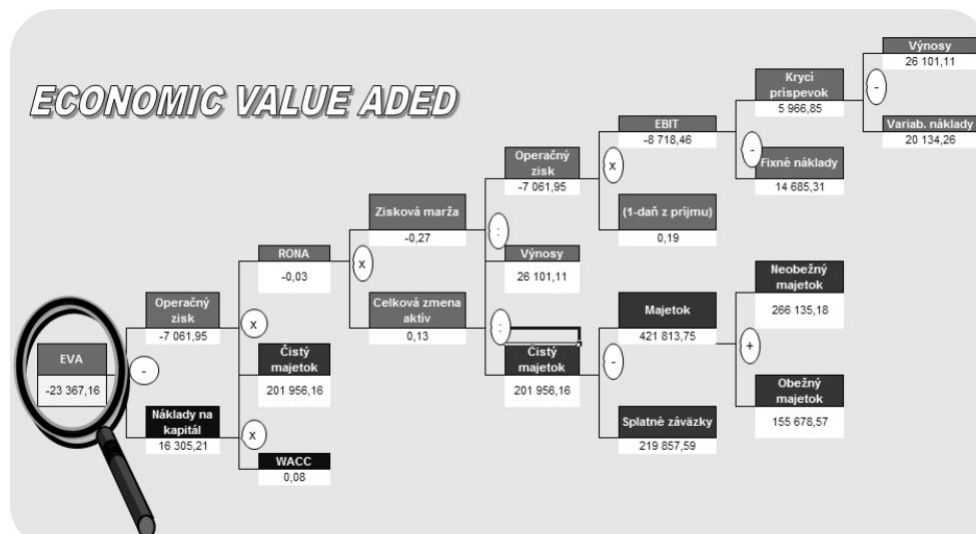 ECONOMIC VALUE ADED
Výnosy
26 101,11
-
Variab. náklady
20 134,26
Krycí
príspevok
5 966,85
-
Fixné náklady
14 685,31
EBIT
-8 718,46
x
(1-daň z príjmu)
0,19
Operačný
zisk
-7 061,95
:
Výnosy
26 101,11
Zisková marža
-0,27
x
Celková zmena
aktív
0,13
:
Čistý
majetok
201 956,16
-
Majetok
421 813,75
+
Neobežný
majetok
266 135,18
Obežný
majetok
155 678,57
Splatné záväzky
219 857,59
RONA
-0,03
x
Čistý
majetok
201 956,16
x
WACC
0,08
Operačný
zisk
-7 061,95
-
Náklady na
kapitál
16 305,21
EVA
-23 367,16